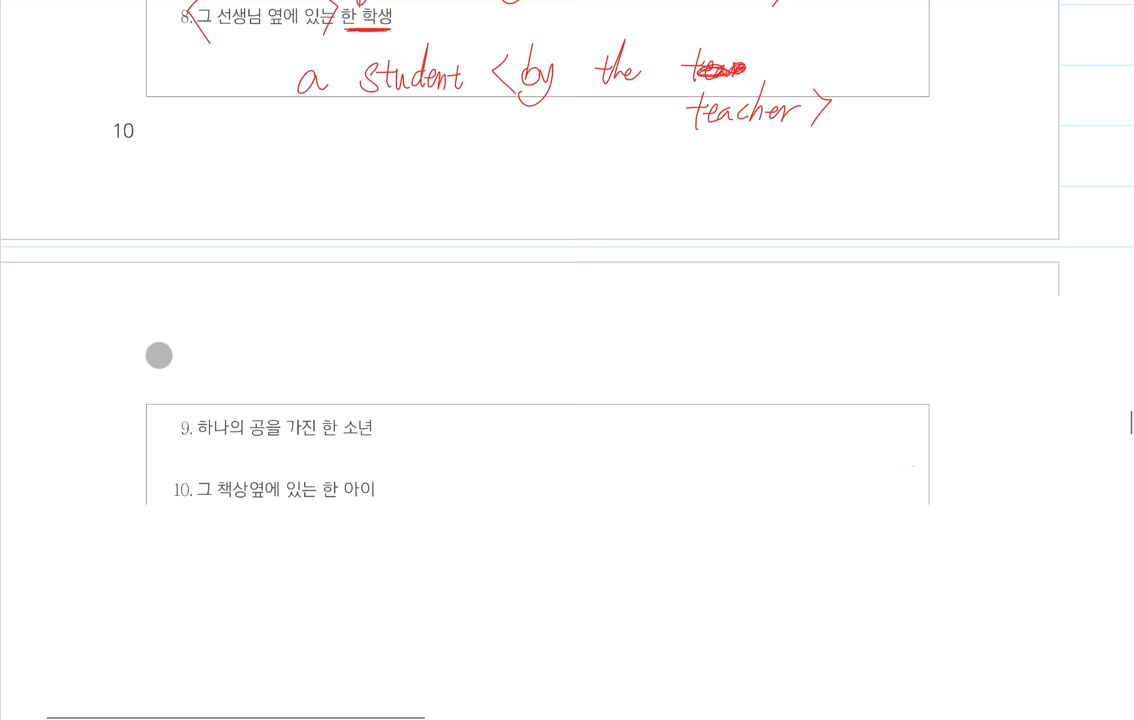 8. 그 선생님 옆에 있는 한 학생
a student <by the
teacher>
10
9. 하나의 공을 가진 한 소년
10. 그 책상옆에 있는 한 아이